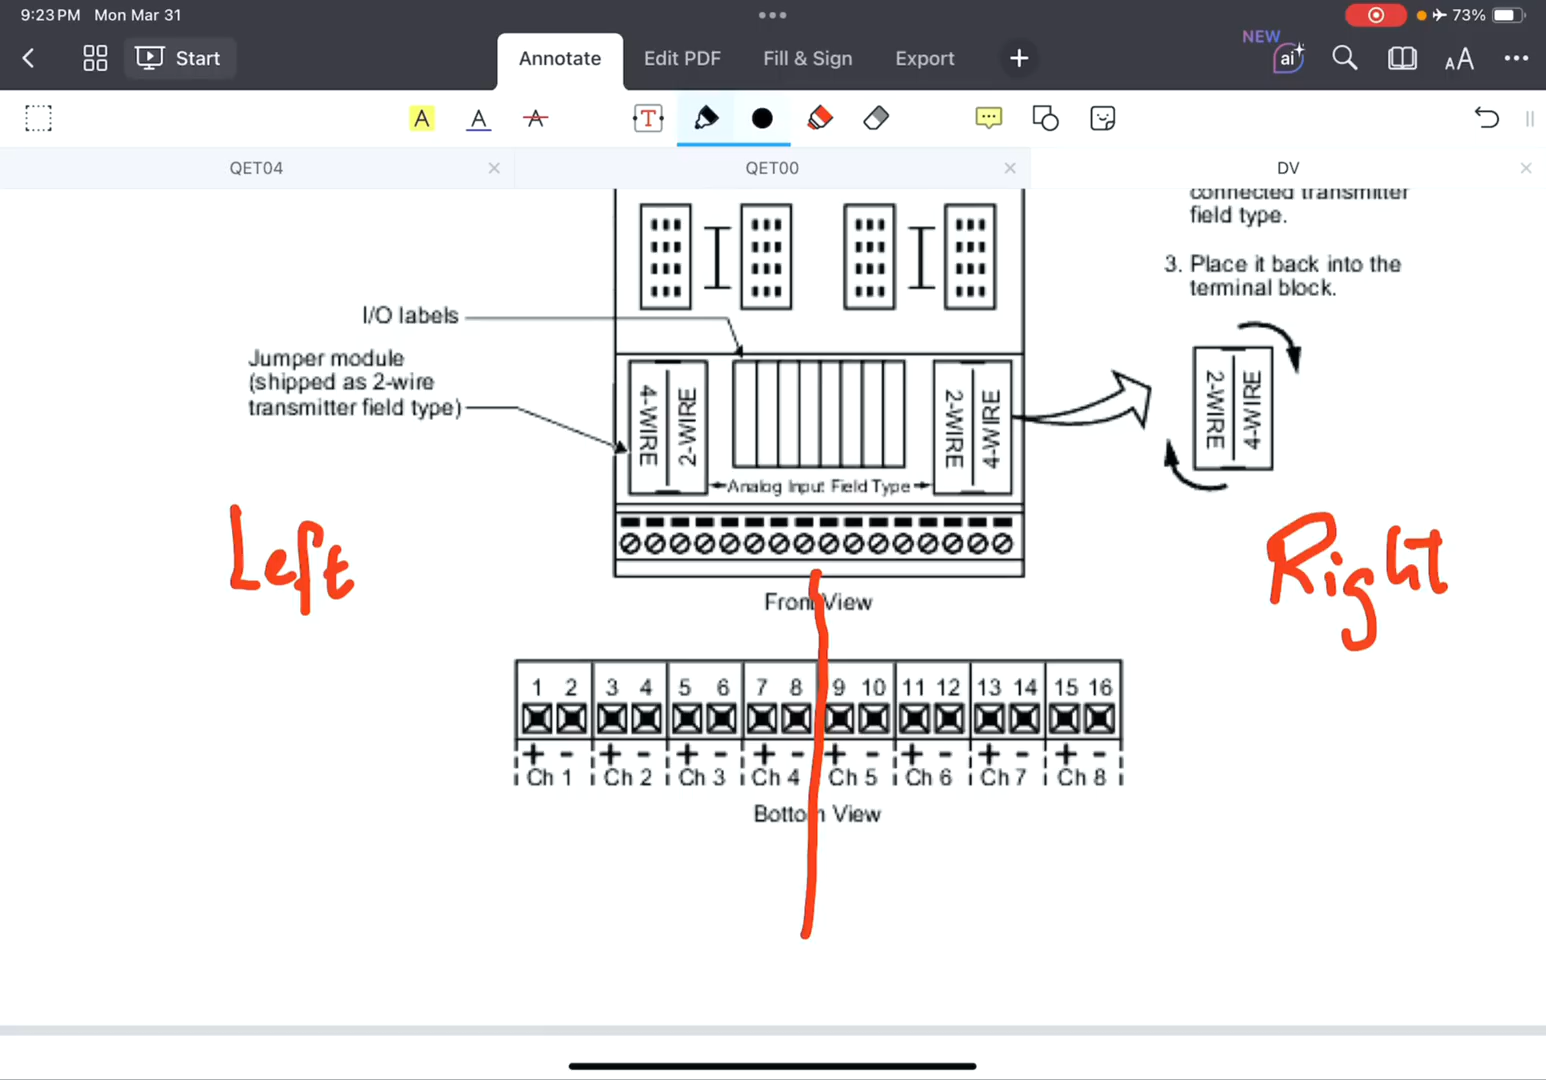 9:23 PM Mon Mar 31
73%
Start
Annotate
Edit PDF
Fill & Sign
Export
NEW
ai
AA
A
A
A
T
QET04
QET00
DV
connected transmitter
field type.
3. Place it back into the
terminal block.
I/O labels
Jumper module
(shipped as 2-wire
transmitter field type)
4-WIRE
2-WIRE
2-WIRE
4-WIRE
2-WIRE
4-WIRE
Analog Input Field Type
Left
Right
Front View
1 2 3 4 5 6 7 8 9 10 11 12 13 14 15 16
+ - + - + - + - + - + - + - + -
Ch 1 Ch 2 Ch 3 Ch 4 Ch 5 Ch 6 Ch 7 Ch 8
Bottom View